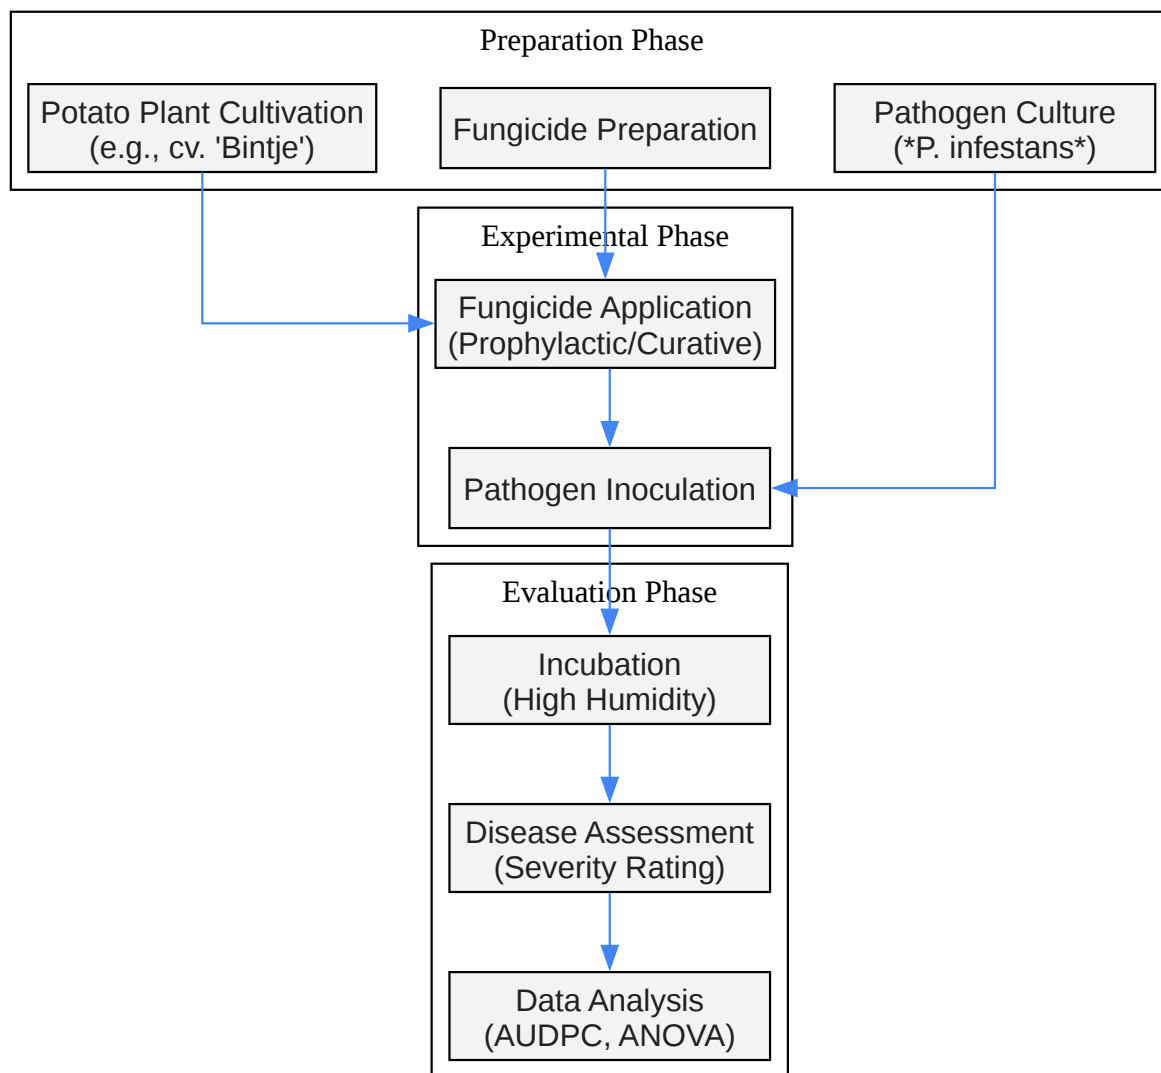 Preparation Phase
Potato Plant Cultivation
(e.g., cv. 'Bintje')
Fungicide Preparation
Pathogen Culture
(*P. infestans*)
Experimental Phase
Fungicide Application
(Prophylactic/Curative)
Pathogen Inoculation
Evaluation Phase
Incubation
(High Humidity)
Disease Assessment
(Severity Rating)
Data Analysis
(AUDPC, ANOVA)